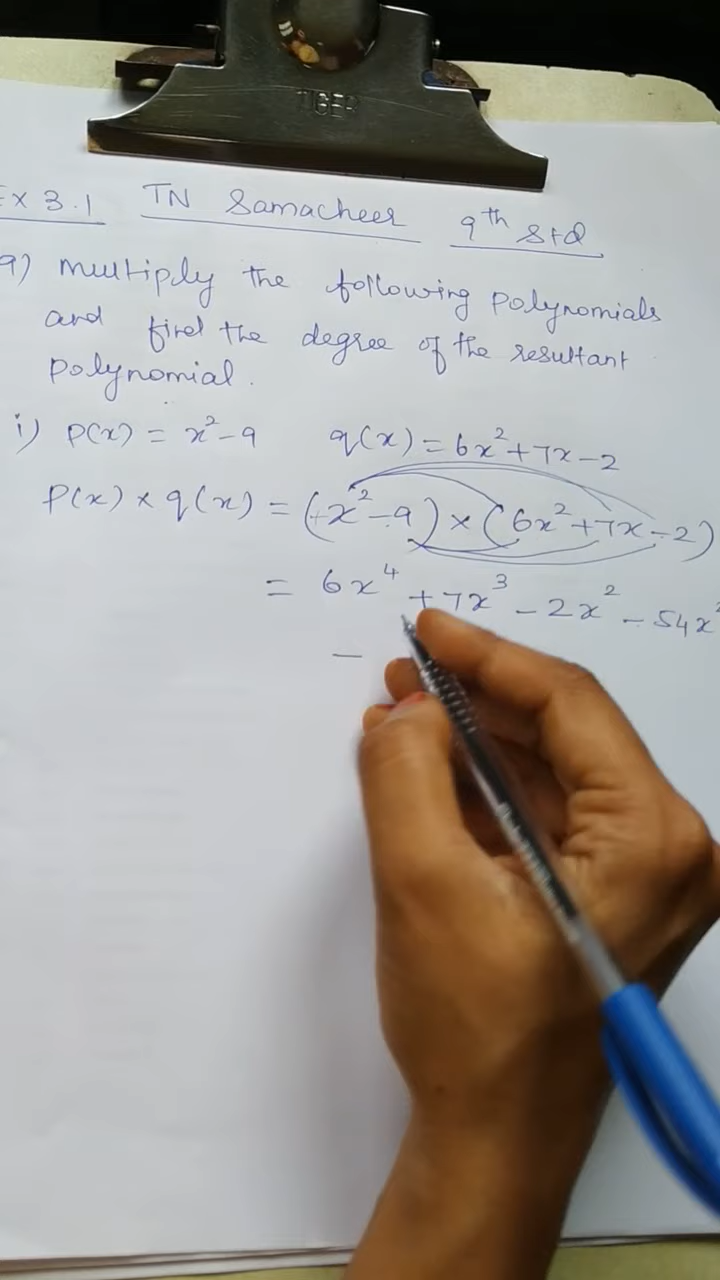 TIGER
Ex 3.1 TN Samacheer 9th Std
9) Multiply the following polynomials
and find the degree of the resultant
polynomial.
i) P(x) = x² - 9 q(x) = 6x² + 7x - 2
P(x) × q(x) = (x² - 9) × (6x² + 7x - 2)
= 6x⁴ + 7x³ - 2x² - 54x²
-